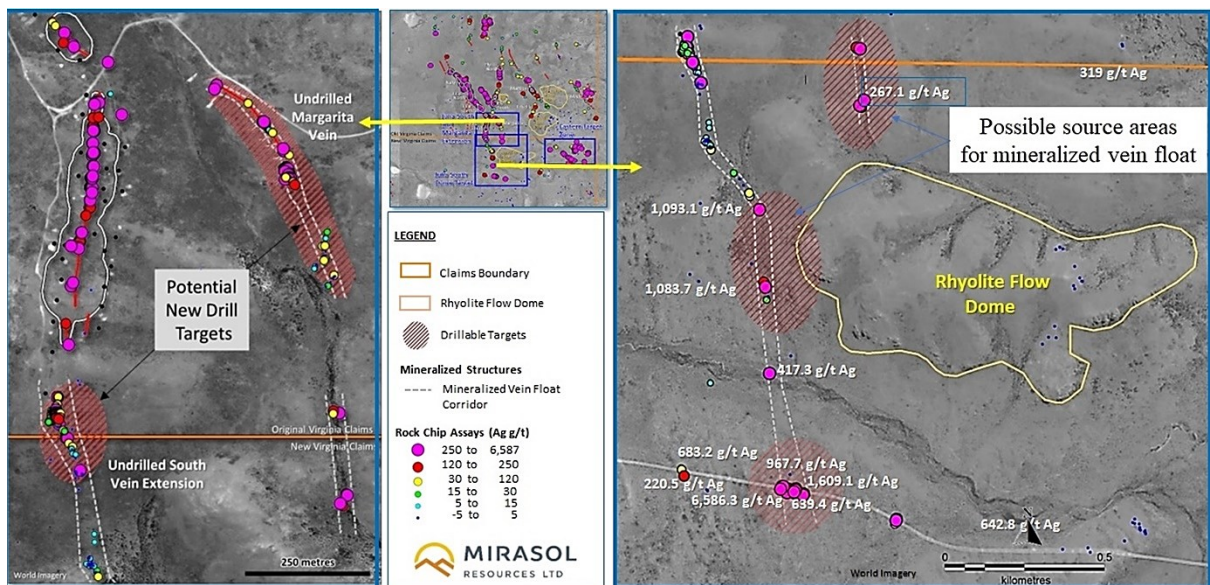 Undrilled
Margarita
Vein
Potential
New Drill
Targets
Original Virginia Claims
New Virginia Claims
Undrilled South
Vein Extension
250 metres
World Imagery
LEGEND
Claims Boundary
Rhyolite Flow Dome
Drillable Targets
Mineralized Structures
Mineralized Vein Float
Corridor
Rock Chip Assays (Ag g/t)
250 to 6,587
120 to 250
30 to 120
15 to 30
5 to 15
-5 to 5
MIRASOL
RESOURCES LTD
319 g/t Ag
267.1 g/t Ag
Possible source areas
for mineralized vein float
1,093.1 g/t Ag
1,083.7 g/t Ag
Rhyolite Flow
Dome
417.3 g/t Ag
683.2 g/t Ag
967.7 g/t Ag
220.5 g/t Ag
1,609.1 g/t Ag
6,586.3 g/t Ag
639.4 g/t Ag
642.8 g/t Ag
0 0.5
kilometres
World Imagery